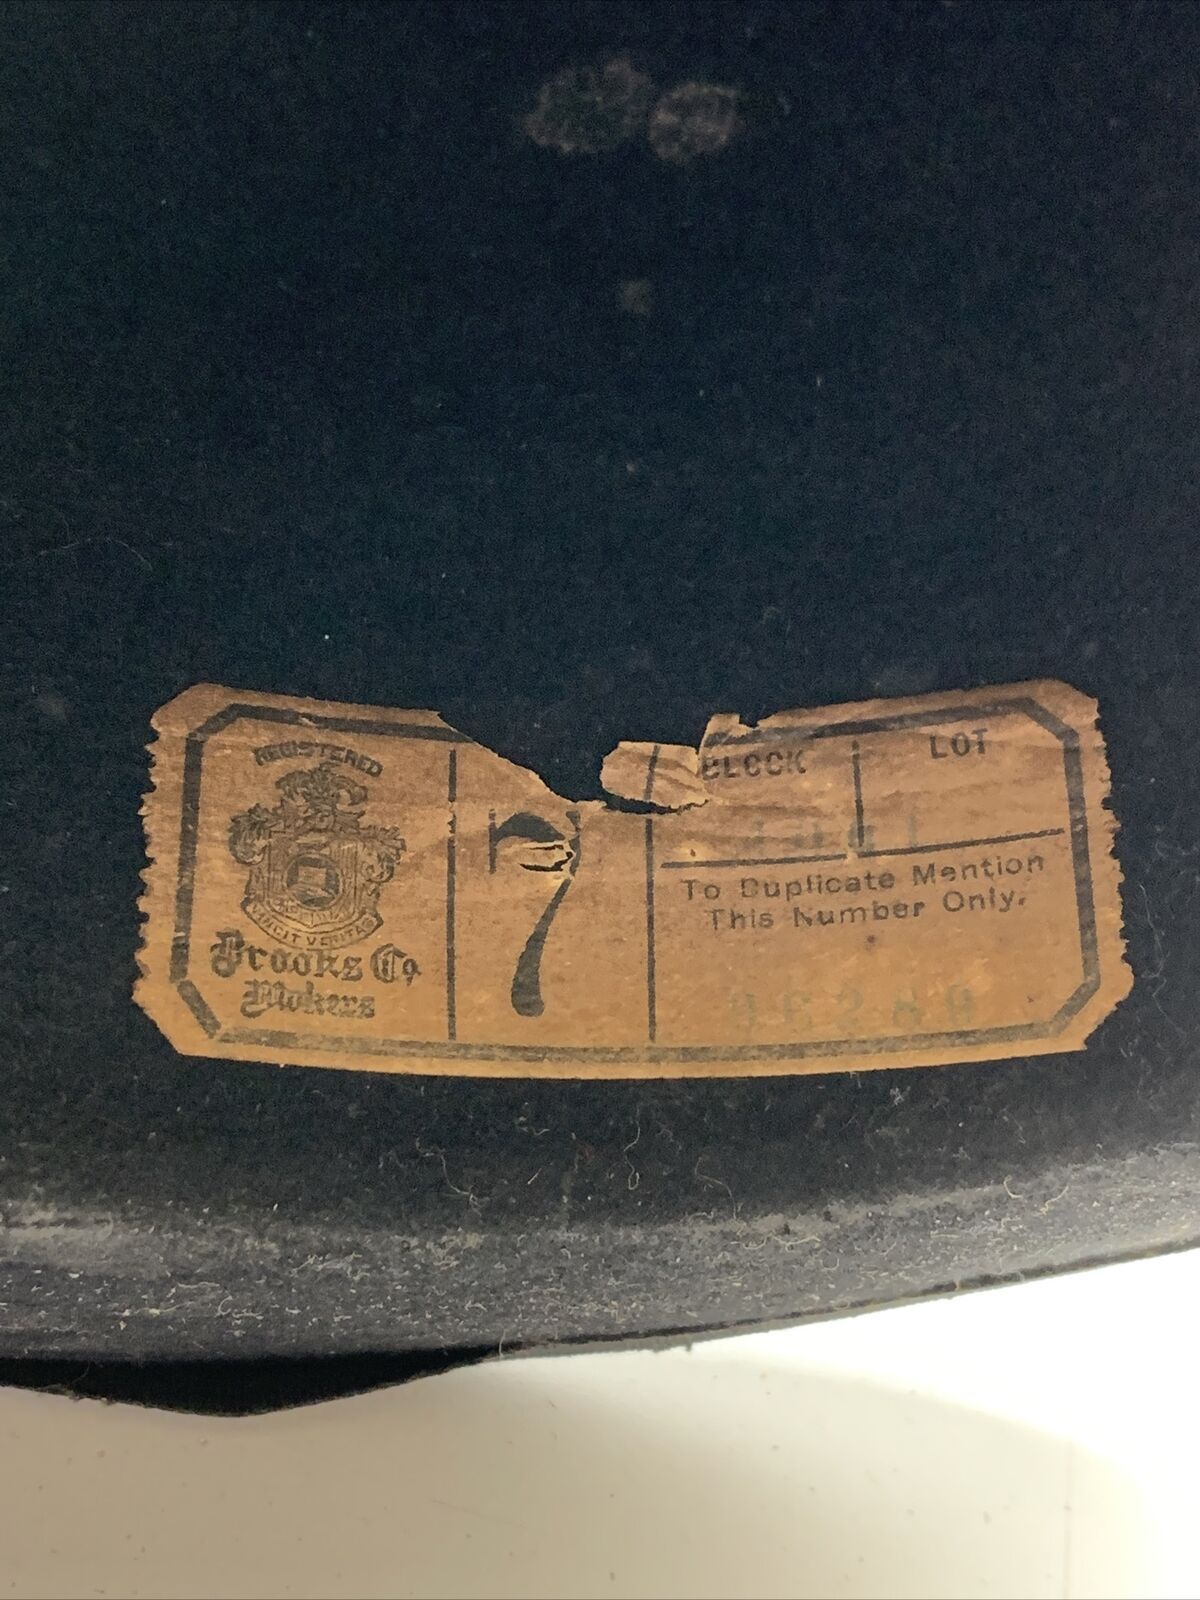 REGISTERED
VINCIT VERITAS
Brooks Co.
Makers
7
BLOCK
LOT
To Duplicate Mention
This Number Only.